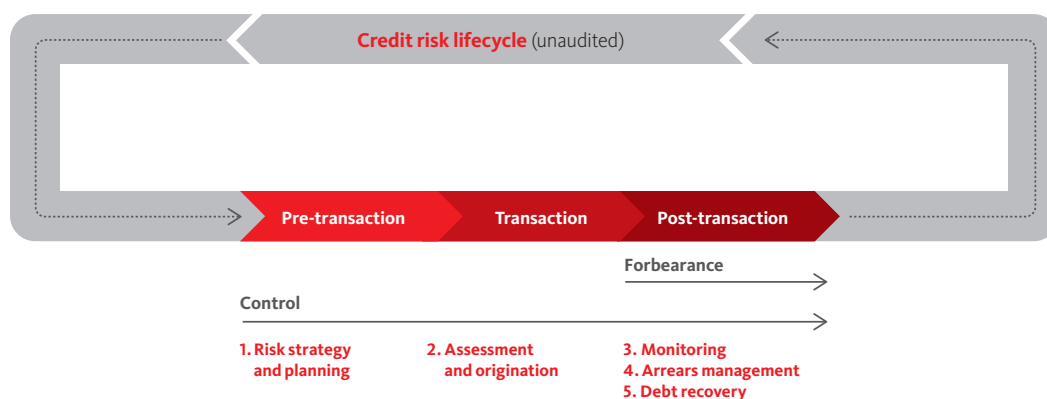 Credit risk lifecycle (unaudited)
Pre-transaction
Transaction
Post-transaction
Forbearance
Control
1. Risk strategy
and planning
2. Assessment
and origination
3. Monitoring
4. Arrears management
5. Debt recovery